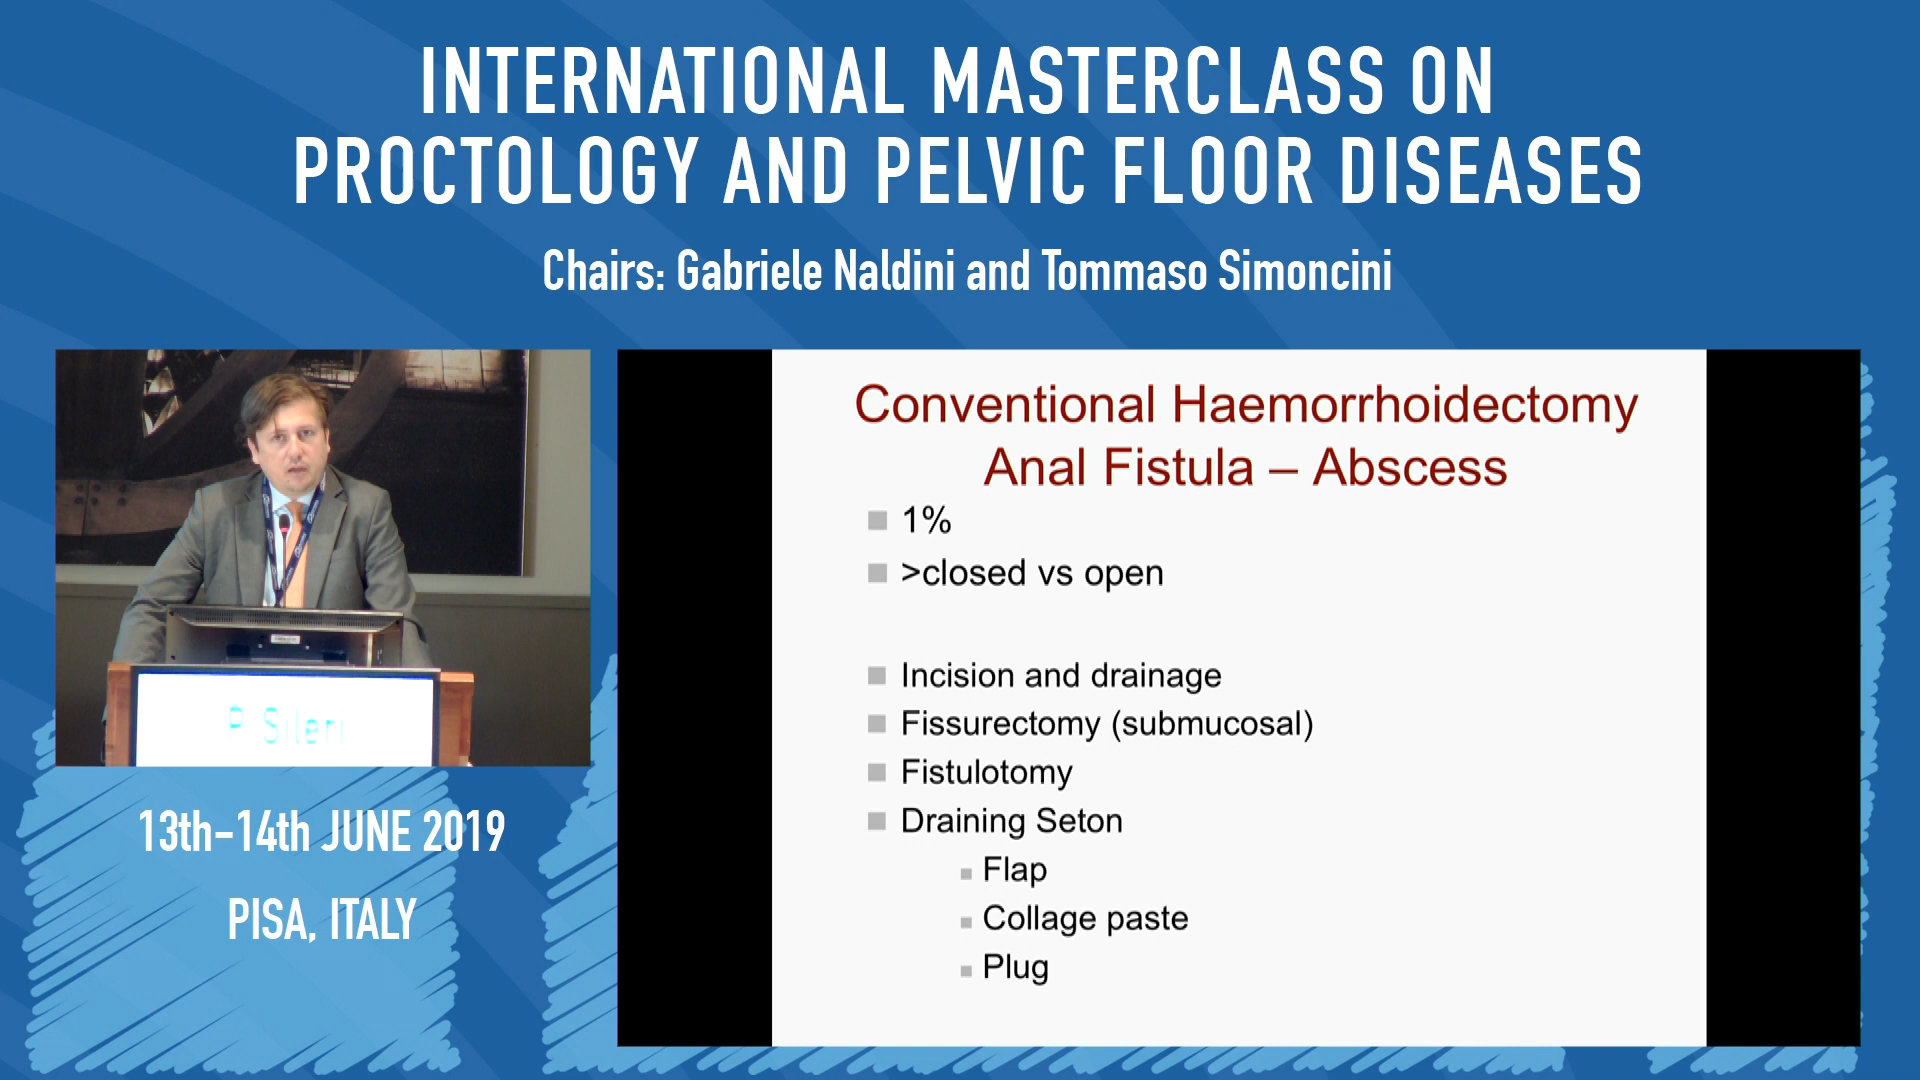 INTERNATIONAL MASTERCLASS ON
PROCTOLOGY AND PELVIC FLOOR DISEASES
Chairs: Gabriele Naldini and Tommaso Simoncini
P Sileri
13th-14th JUNE 2019
PISA, ITALY
Conventional Haemorrhoidectomy
Anal Fistula – Abscess
1%
>closed vs open
Incision and drainage
Fissurectomy (submucosal)
Fistulotomy
Draining Seton
Flap
Collage paste
Plug